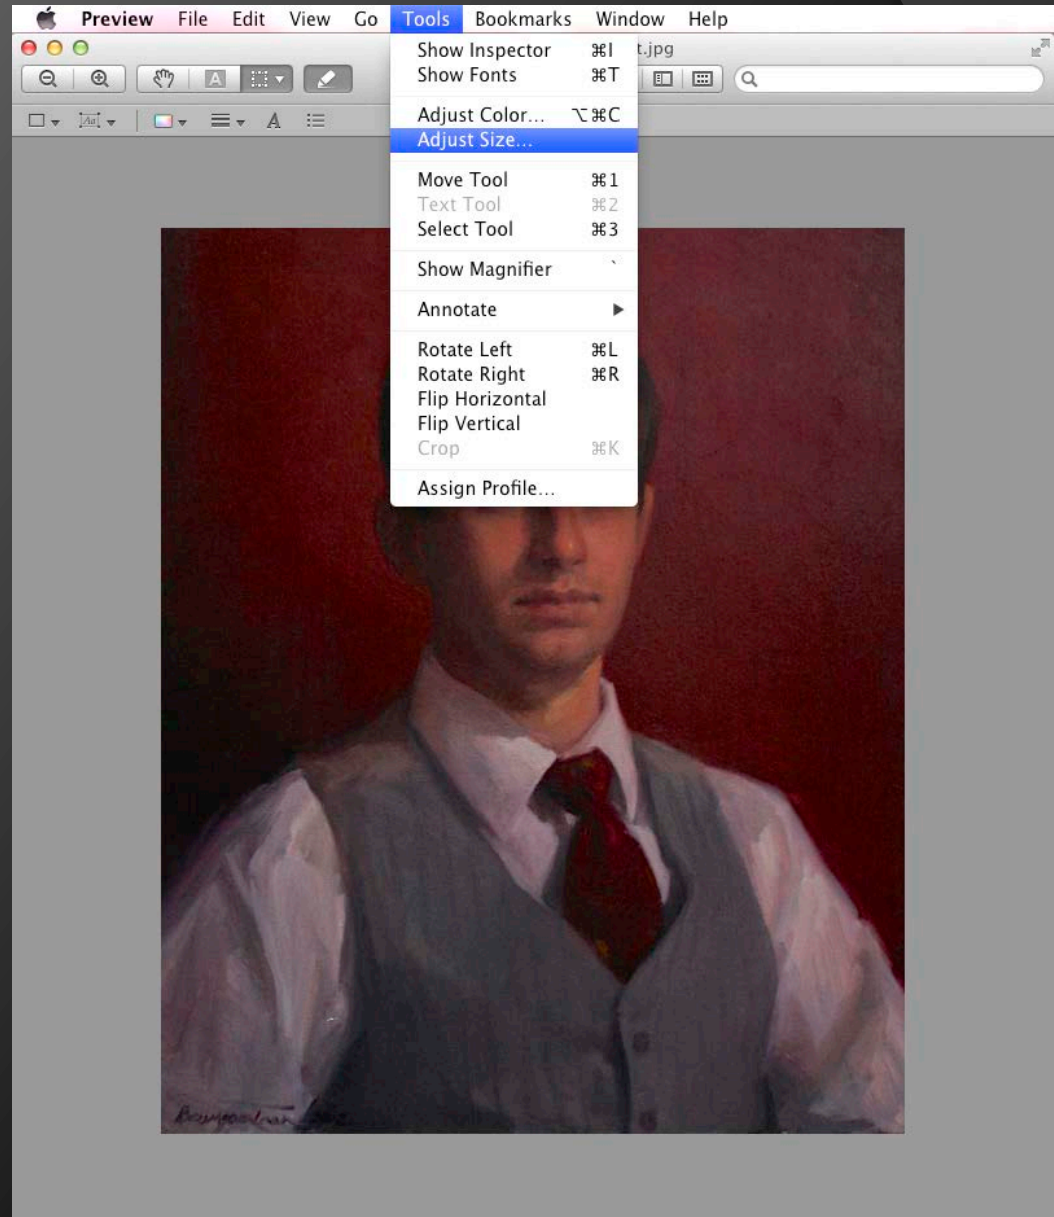 Preview File Edit View Go Tools Bookmarks Window Help
t.jpg
A
Aa
A
Show Inspector ⌘I
Show Fonts ⌘T
Adjust Color... ⌥⌘C
Adjust Size...
Move Tool ⌘1
Text Tool ⌘2
Select Tool ⌘3
Show Magnifier `
Annotate ▶
Rotate Left ⌘L
Rotate Right ⌘R
Flip Horizontal
Flip Vertical
Crop ⌘K
Assign Profile...